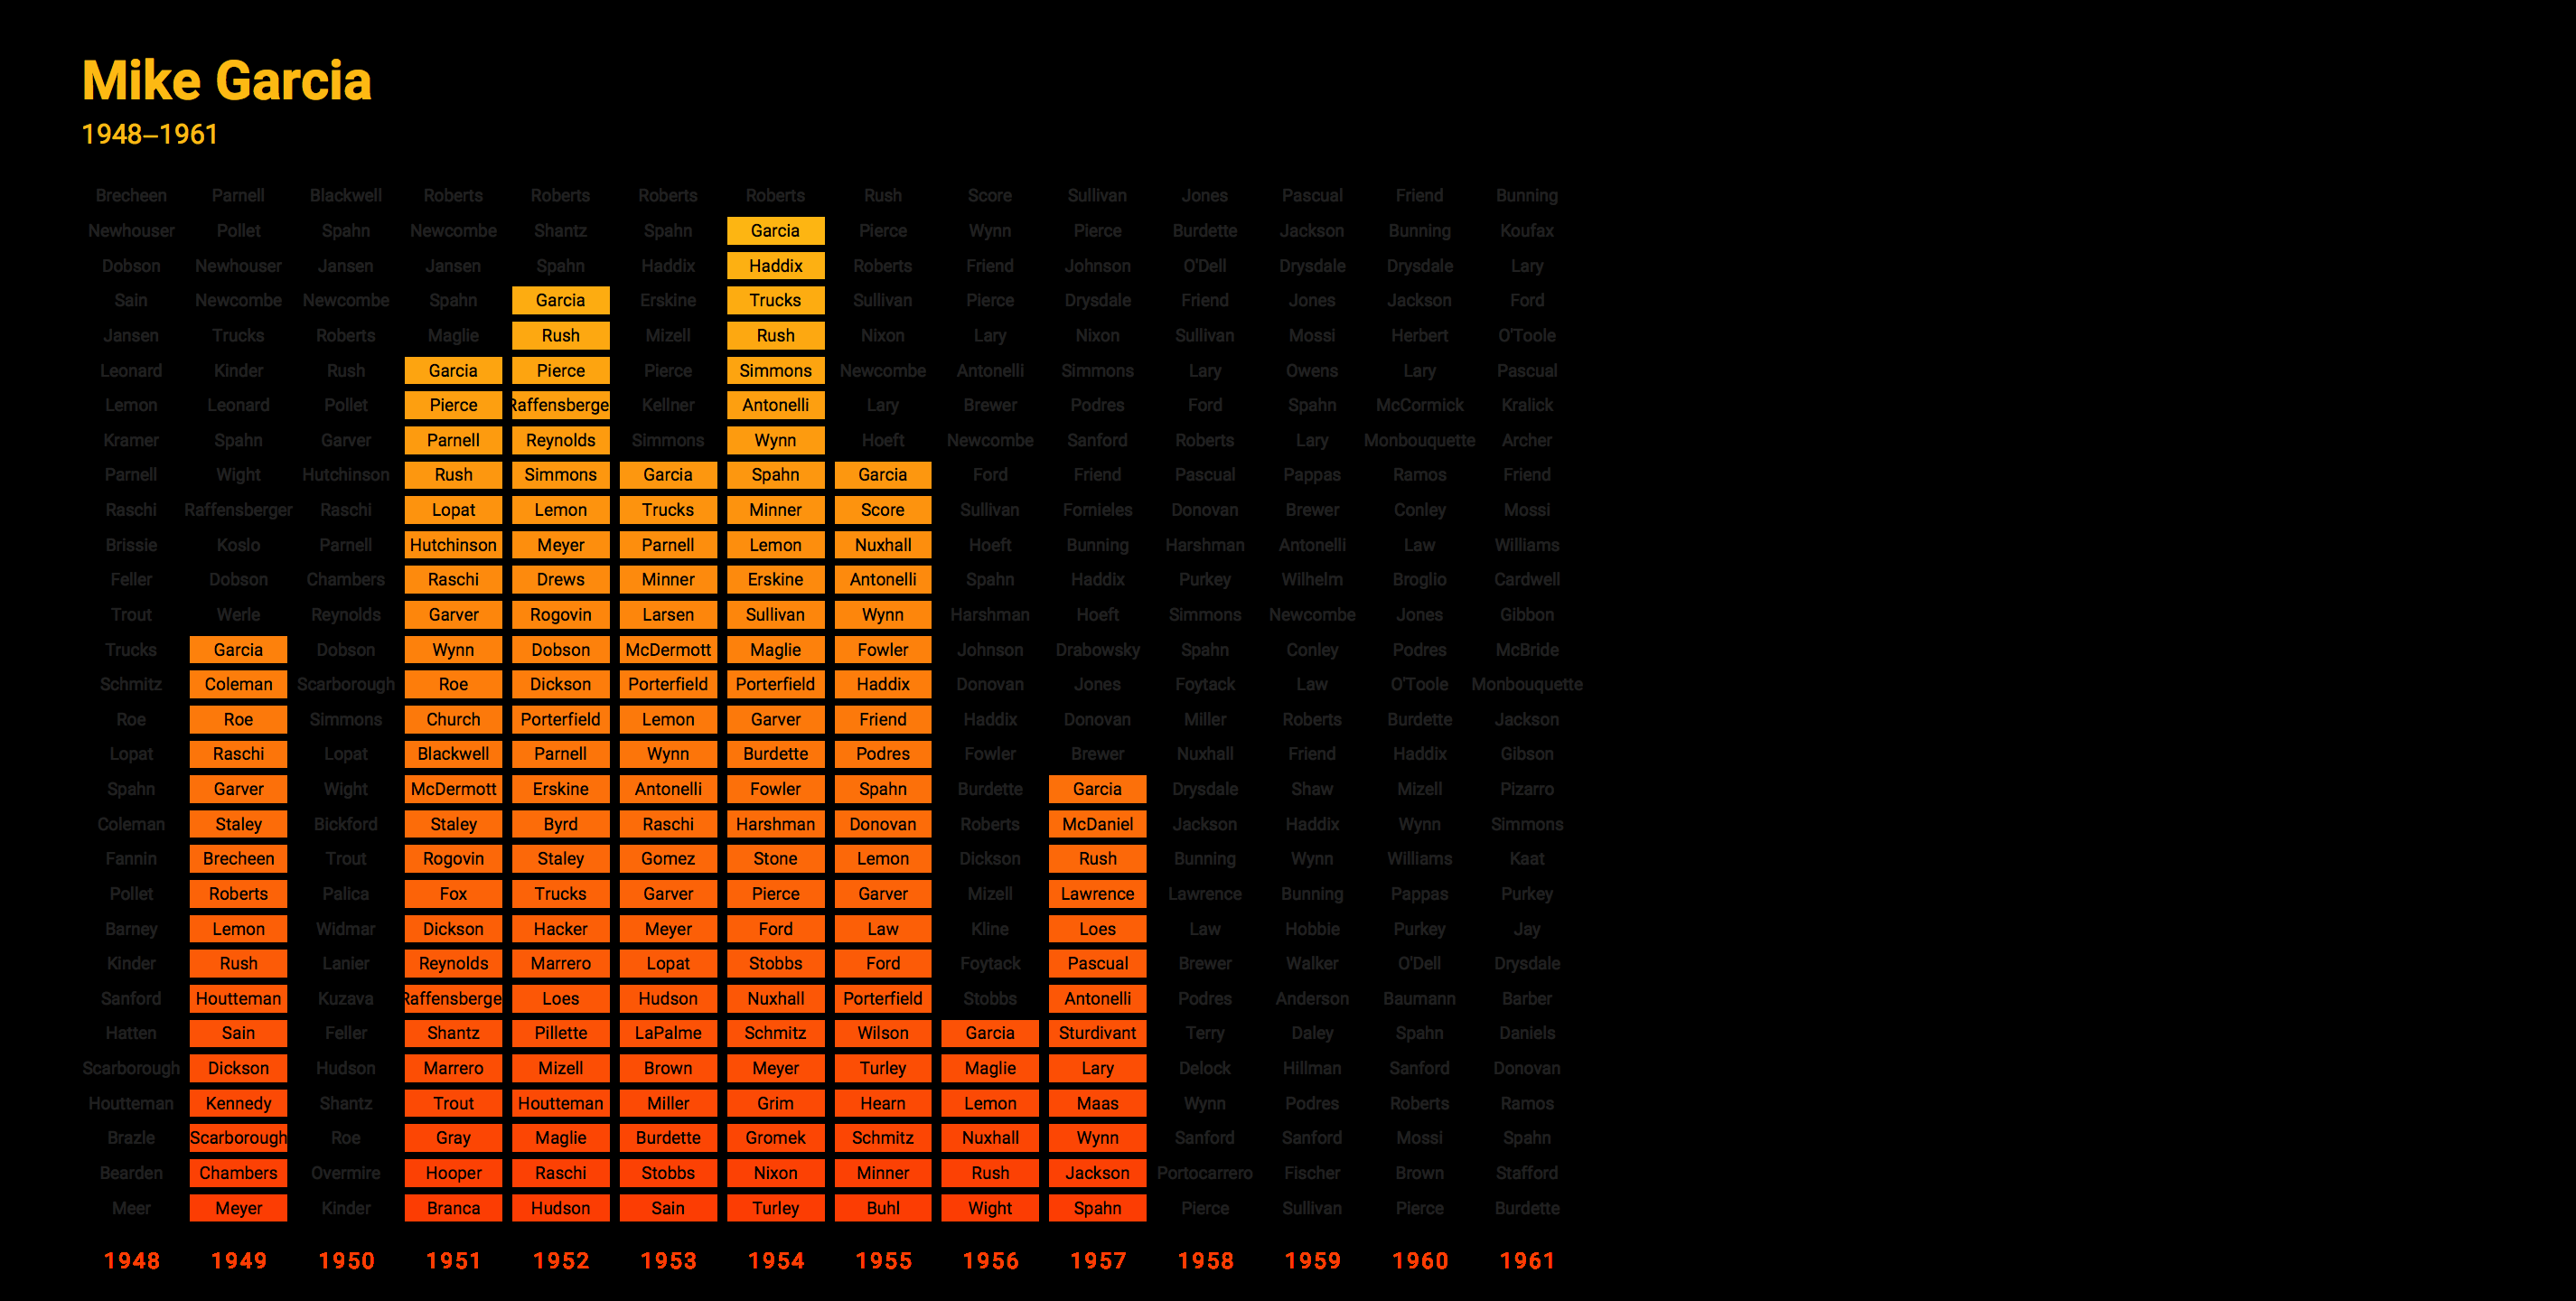 Mike Garcia
1948–1961
Brecheen Parnell Blackwell Roberts Roberts Roberts Roberts Rush Score Sullivan Jones Pascual Friend Bunning
Newhouser Pollet Spahn Newcombe Shantz Spahn Garcia Pierce Wynn Pierce Burdette Jackson Bunning Koufax
Dobson Newhouser Jansen Jansen Spahn Haddix Haddix Roberts Friend Johnson O'Dell Drysdale Drysdale Lary
Sain Newcombe Newcombe Spahn Garcia Erskine Trucks Sullivan Pierce Drysdale Friend Jones Jackson Ford
Jansen Trucks Roberts Maglie Rush Mizell Rush Nixon Lary Nixon Sullivan Mossi Herbert O'Toole
Leonard Kinder Rush Garcia Pierce Pierce Simmons Newcombe Antonelli Simmons Lary Owens Lary Pascual
Lemon Leonard Pollet Pierce Raffensberge Kellner Antonelli Lary Brewer Podres Ford Spahn McCormick Kralick
Kramer Spahn Garver Parnell Reynolds Simmons Wynn Hoeft Newcombe Sanford Roberts Lary Monbouquette Archer
Parnell Wight Hutchinson Rush Simmons Garcia Spahn Garcia Ford Friend Pascual Pappas Ramos Friend
Raschi Raffensberger Raschi Lopat Lemon Trucks Minner Score Sullivan Fornieles Donovan Brewer Conley Mossi
Brissie Koslo Parnell Hutchinson Meyer Parnell Lemon Nuxhall Hoeft Bunning Harshman Antonelli Law Williams
Feller Dobson Chambers Raschi Drews Minner Erskine Antonelli Spahn Haddix Purkey Wilhelm Broglio Cardwell
Trout Werle Reynolds Garver Rogovin Larsen Sullivan Wynn Harshman Hoeft Simmons Newcombe Jones Gibbon
Trucks Garcia Dobson Wynn Dobson McDermott Maglie Fowler Johnson Drabowsky Spahn Conley Podres McBride
Schmitz Coleman Scarborough Roe Dickson Porterfield Porterfield Haddix Donovan Jones Foytack Law O'Toole Monbouquette
Roe Roe Simmons Church Porterfield Lemon Garver Friend Haddix Donovan Miller Roberts Burdette Jackson
Lopat Raschi Lopat Blackwell Parnell Wynn Burdette Podres Fowler Brewer Nuxhall Friend Haddix Gibson
Spahn Garver Wight McDermott Erskine Antonelli Fowler Spahn Burdette Garcia Drysdale Shaw Mizell Pizarro
Coleman Staley Bickford Staley Byrd Raschi Harshman Donovan Roberts McDaniel Jackson Haddix Wynn Simmons
Fannin Brecheen Trout Rogovin Staley Gomez Stone Lemon Dickson Rush Bunning Wynn Williams Kaat
Pollet Roberts Palica Fox Trucks Garver Pierce Garver Mizell Lawrence Lawrence Bunning Pappas Purkey
Barney Lemon Widmar Dickson Hacker Meyer Ford Law Kline Loes Law Hobbie Purkey Jay
Kinder Rush Lanier Reynolds Marrero Lopat Stobbs Ford Foytack Pascual Brewer Walker O'Dell Drysdale
Sanford Houtteman Kuzava Raffensberge Loes Hudson Nuxhall Porterfield Stobbs Antonelli Podres Anderson Baumann Barber
Hatten Sain Feller Shantz Pillette LaPalme Schmitz Wilson Garcia Sturdivant Terry Daley Spahn Daniels
Scarborough Dickson Hudson Marrero Mizell Brown Meyer Turley Maglie Lary Delock Hillman Sanford Donovan
Houtteman Kennedy Shantz Trout Houtteman Miller Grim Hearn Lemon Maas Wynn Podres Roberts Ramos
Brazle Scarborough Roe Gray Maglie Burdette Gromek Schmitz Nuxhall Wynn Sanford Sanford Mossi Spahn
Bearden Chambers Overmire Hooper Raschi Stobbs Nixon Minner Rush Jackson Portocarrero Fischer Brown Stafford
Meer Meyer Kinder Branca Hudson Sain Turley Buhl Wight Spahn Pierce Sullivan Pierce Burdette
1948 1949 1950 1951 1952 1953 1954 1955 1956 1957 1958 1959 1960 1961